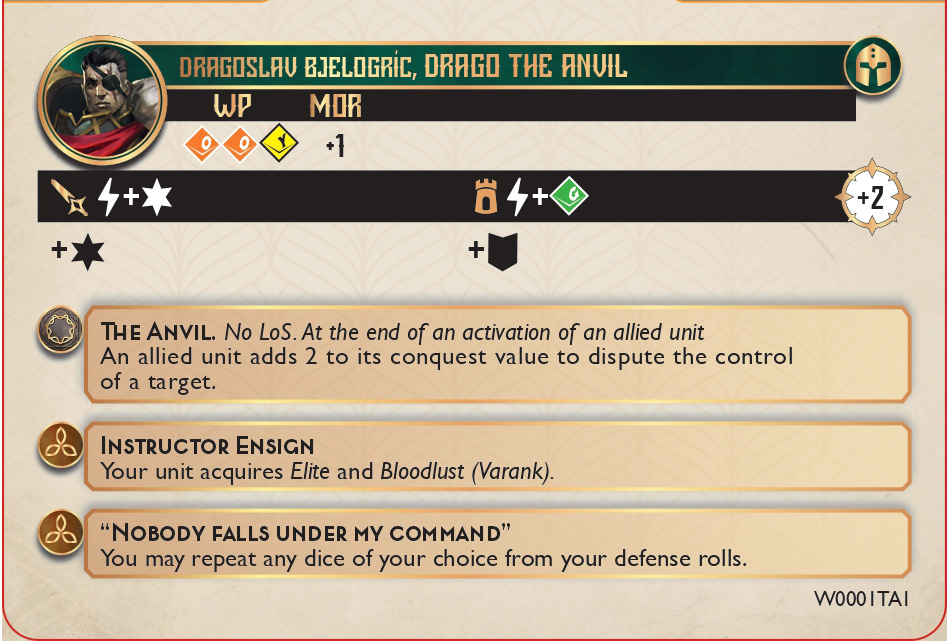 DRAGOSLAV BJELOGRÍC, DRAGO THE ANVIL
WP MOR
O O Y +1
+ + G +2
+ +
THE ANVIL. No LoS. At the end of an activation of an allied unit
An allied unit adds 2 to its conquest value to dispute the control
of a target.
INSTRUCTOR ENSIGN
Your unit acquires Elite and Bloodlust (Varank).
“NOBODY FALLS UNDER MY COMMAND”
You may repeat any dice of your choice from your defense rolls.
W0001TA1